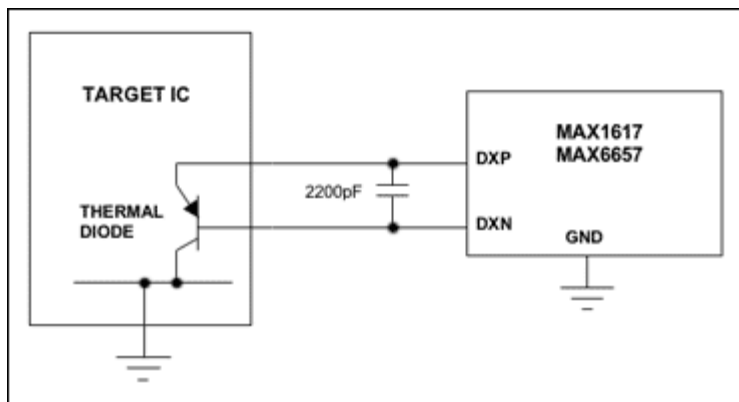 TARGET IC
MAX1617
MAX6657
DXP
2200pF
THERMAL
DIODE
DXN
GND